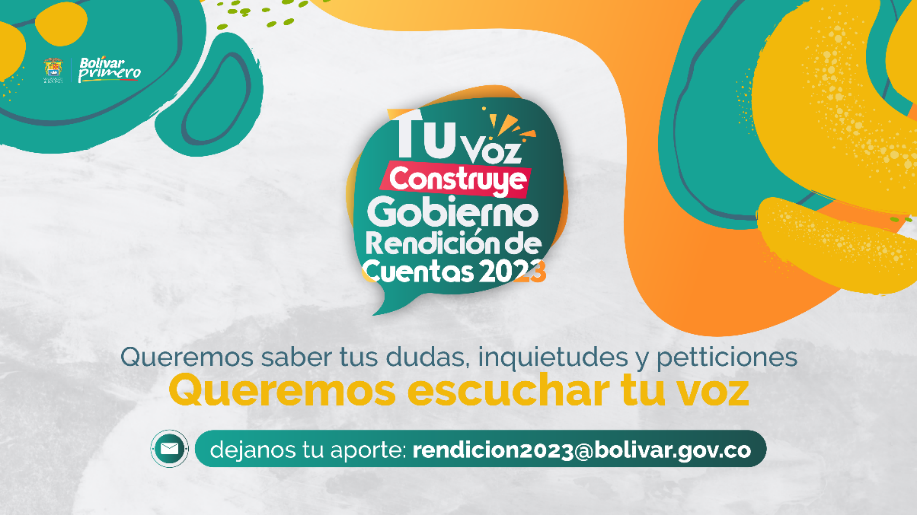 Bolívar
primero
Tu Voz
Construye
Gobierno
Rendición de
Cuentas 2023
Queremos saber tus dudas, inquietudes y petticiones
Queremos escuchar tu voz
dejanos tu aporte: rendicion2023@bolivar.gov.co